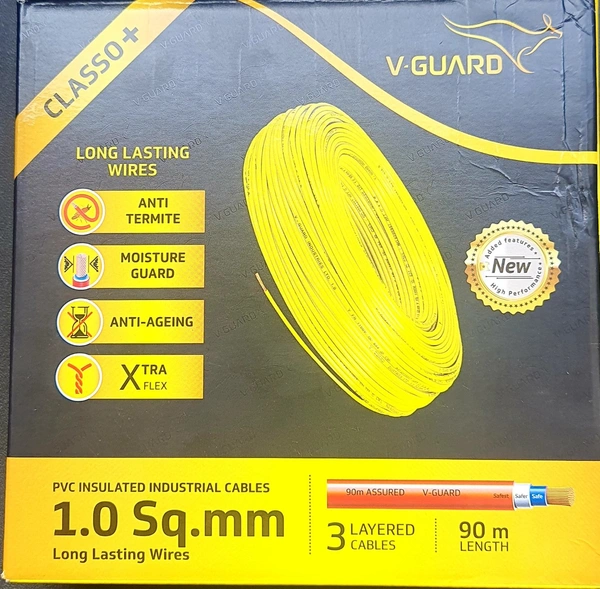 CLASSO+
V-GUARD
LONG LASTING
WIRES
ANTI
TERMITE
MOISTURE
GUARD
ANTI-AGEING
XTRA
FLEX
Added features
New
High Performance
PVC INSULATED INDUSTRIAL CABLES
1.0 Sq.mm
Long Lasting Wires
90m ASSURED V-GUARD Safest Safer Safe
3 LAYERED
CABLES
90 m
LENGTH